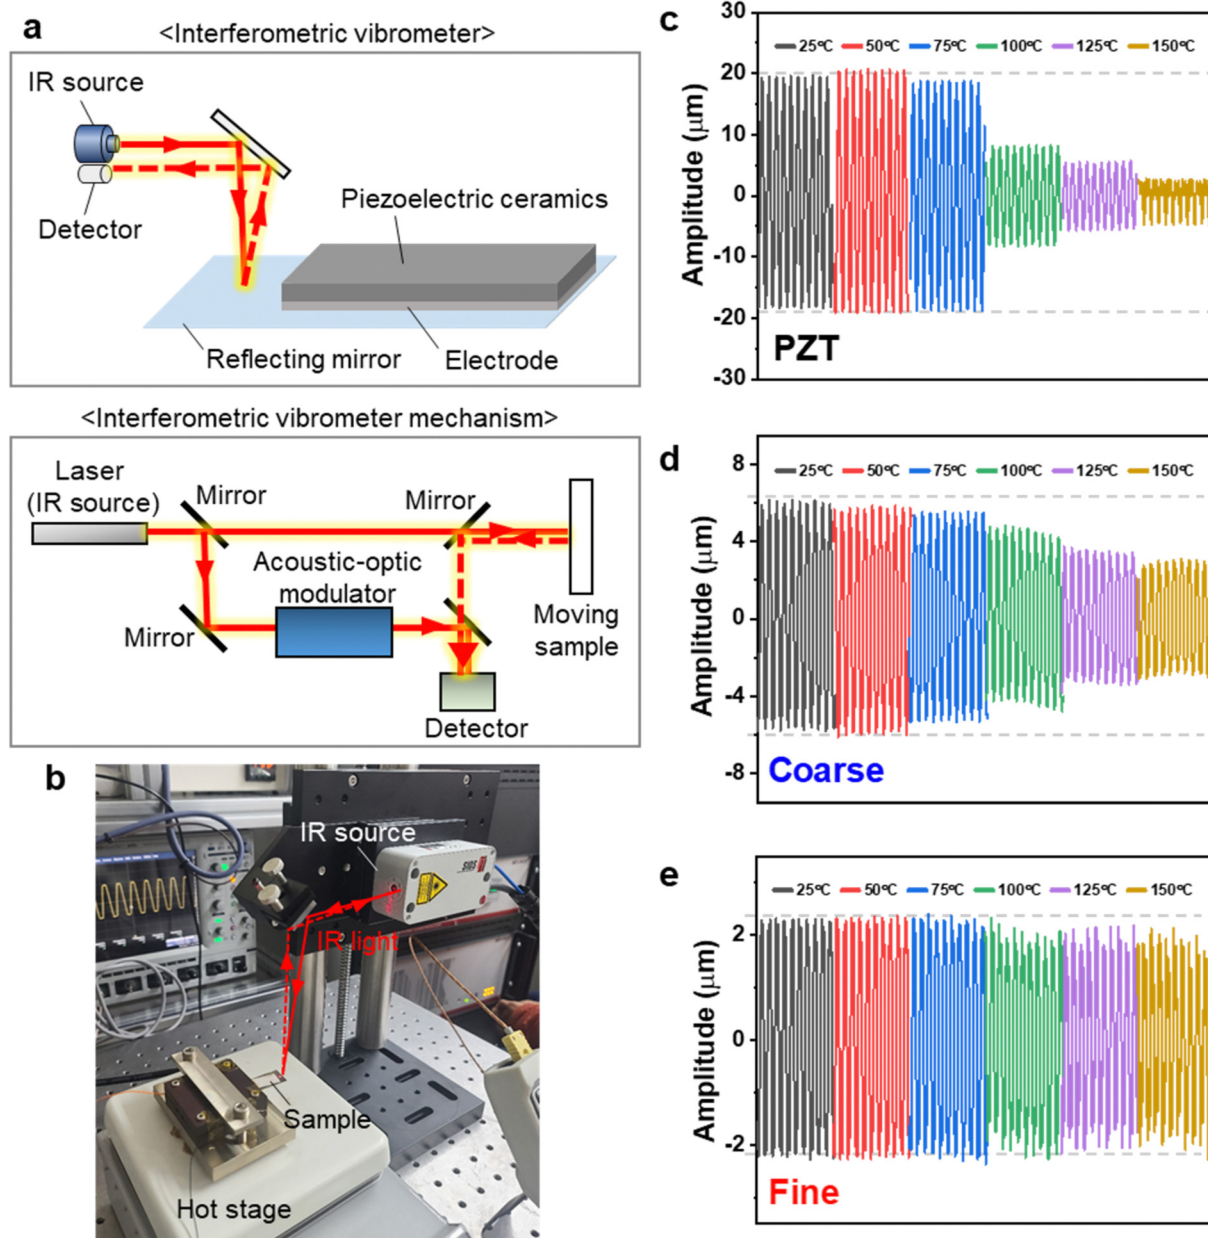 a
<Interferometric vibrometer>
IR source
Detector
Piezoelectric ceramics
Reflecting mirror
Electrode
<Interferometric vibrometer mechanism>
Laser
(IR source)
Mirror
Mirror
Acoustic-optic
modulator
Mirror
Moving
sample
Detector
b
IR source
SIOS
IR light
Sample
Hot stage
c
25℃ 50℃ 75℃ 100℃ 125℃ 150℃
Amplitude (μm)
30
20
10
0
-10
-20
-30
PZT
d
25℃ 50℃ 75℃ 100℃ 125℃ 150℃
Amplitude (μm)
8
4
0
-4
-8
Coarse
e
25℃ 50℃ 75℃ 100℃ 125℃ 150℃
Amplitude (μm)
2
0
-2
Fine